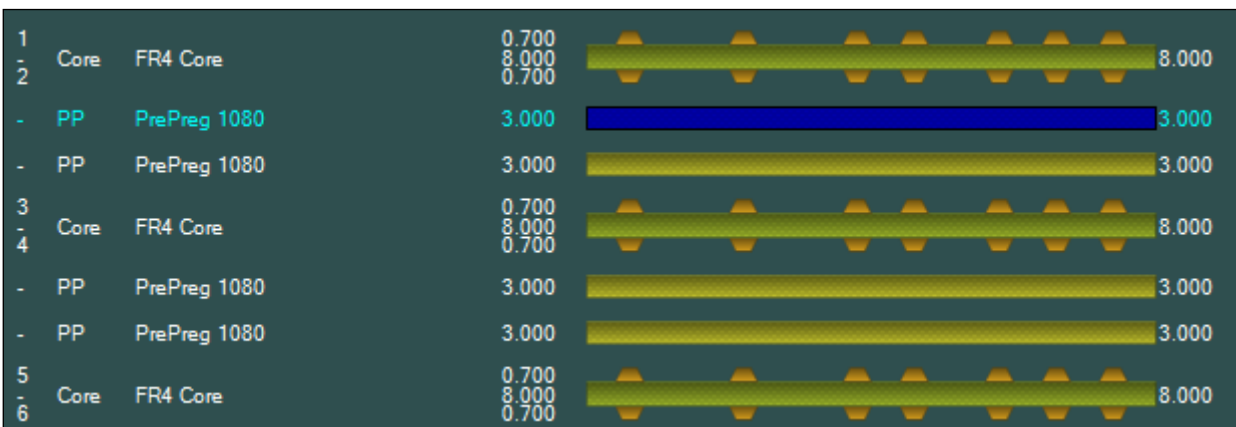 1 0.700
- Core FR4 Core 8.000 8.000
2 0.700
- PP PrePreg 1080 3.000 3.000
- PP PrePreg 1080 3.000 3.000
3 0.700
- Core FR4 Core 8.000 8.000
4 0.700
- PP PrePreg 1080 3.000 3.000
- PP PrePreg 1080 3.000 3.000
5 0.700
- Core FR4 Core 8.000 8.000
6 0.700